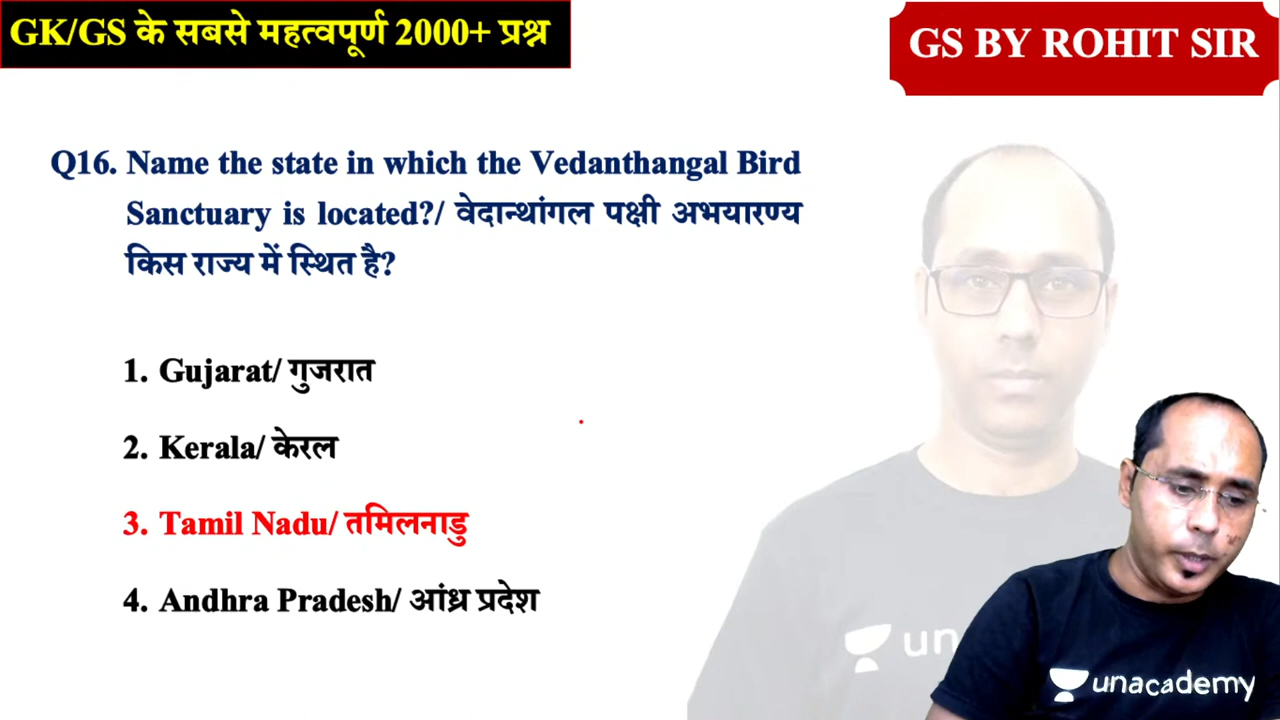 GK/GS के सबसे महत्वपूर्ण 2000+ प्रश्न
GS BY ROHIT SIR
Q16. Name the state in which the Vedanthangal Bird
Sanctuary is located?/ वेदान्थांगल पक्षी अभयारण्य
किस राज्य में स्थित है?
1. Gujarat/ गुजरात
2. Kerala/ केरल
3. Tamil Nadu/ तमिलनाडु
4. Andhra Pradesh/ आंध्र प्रदेश
un
unacademy